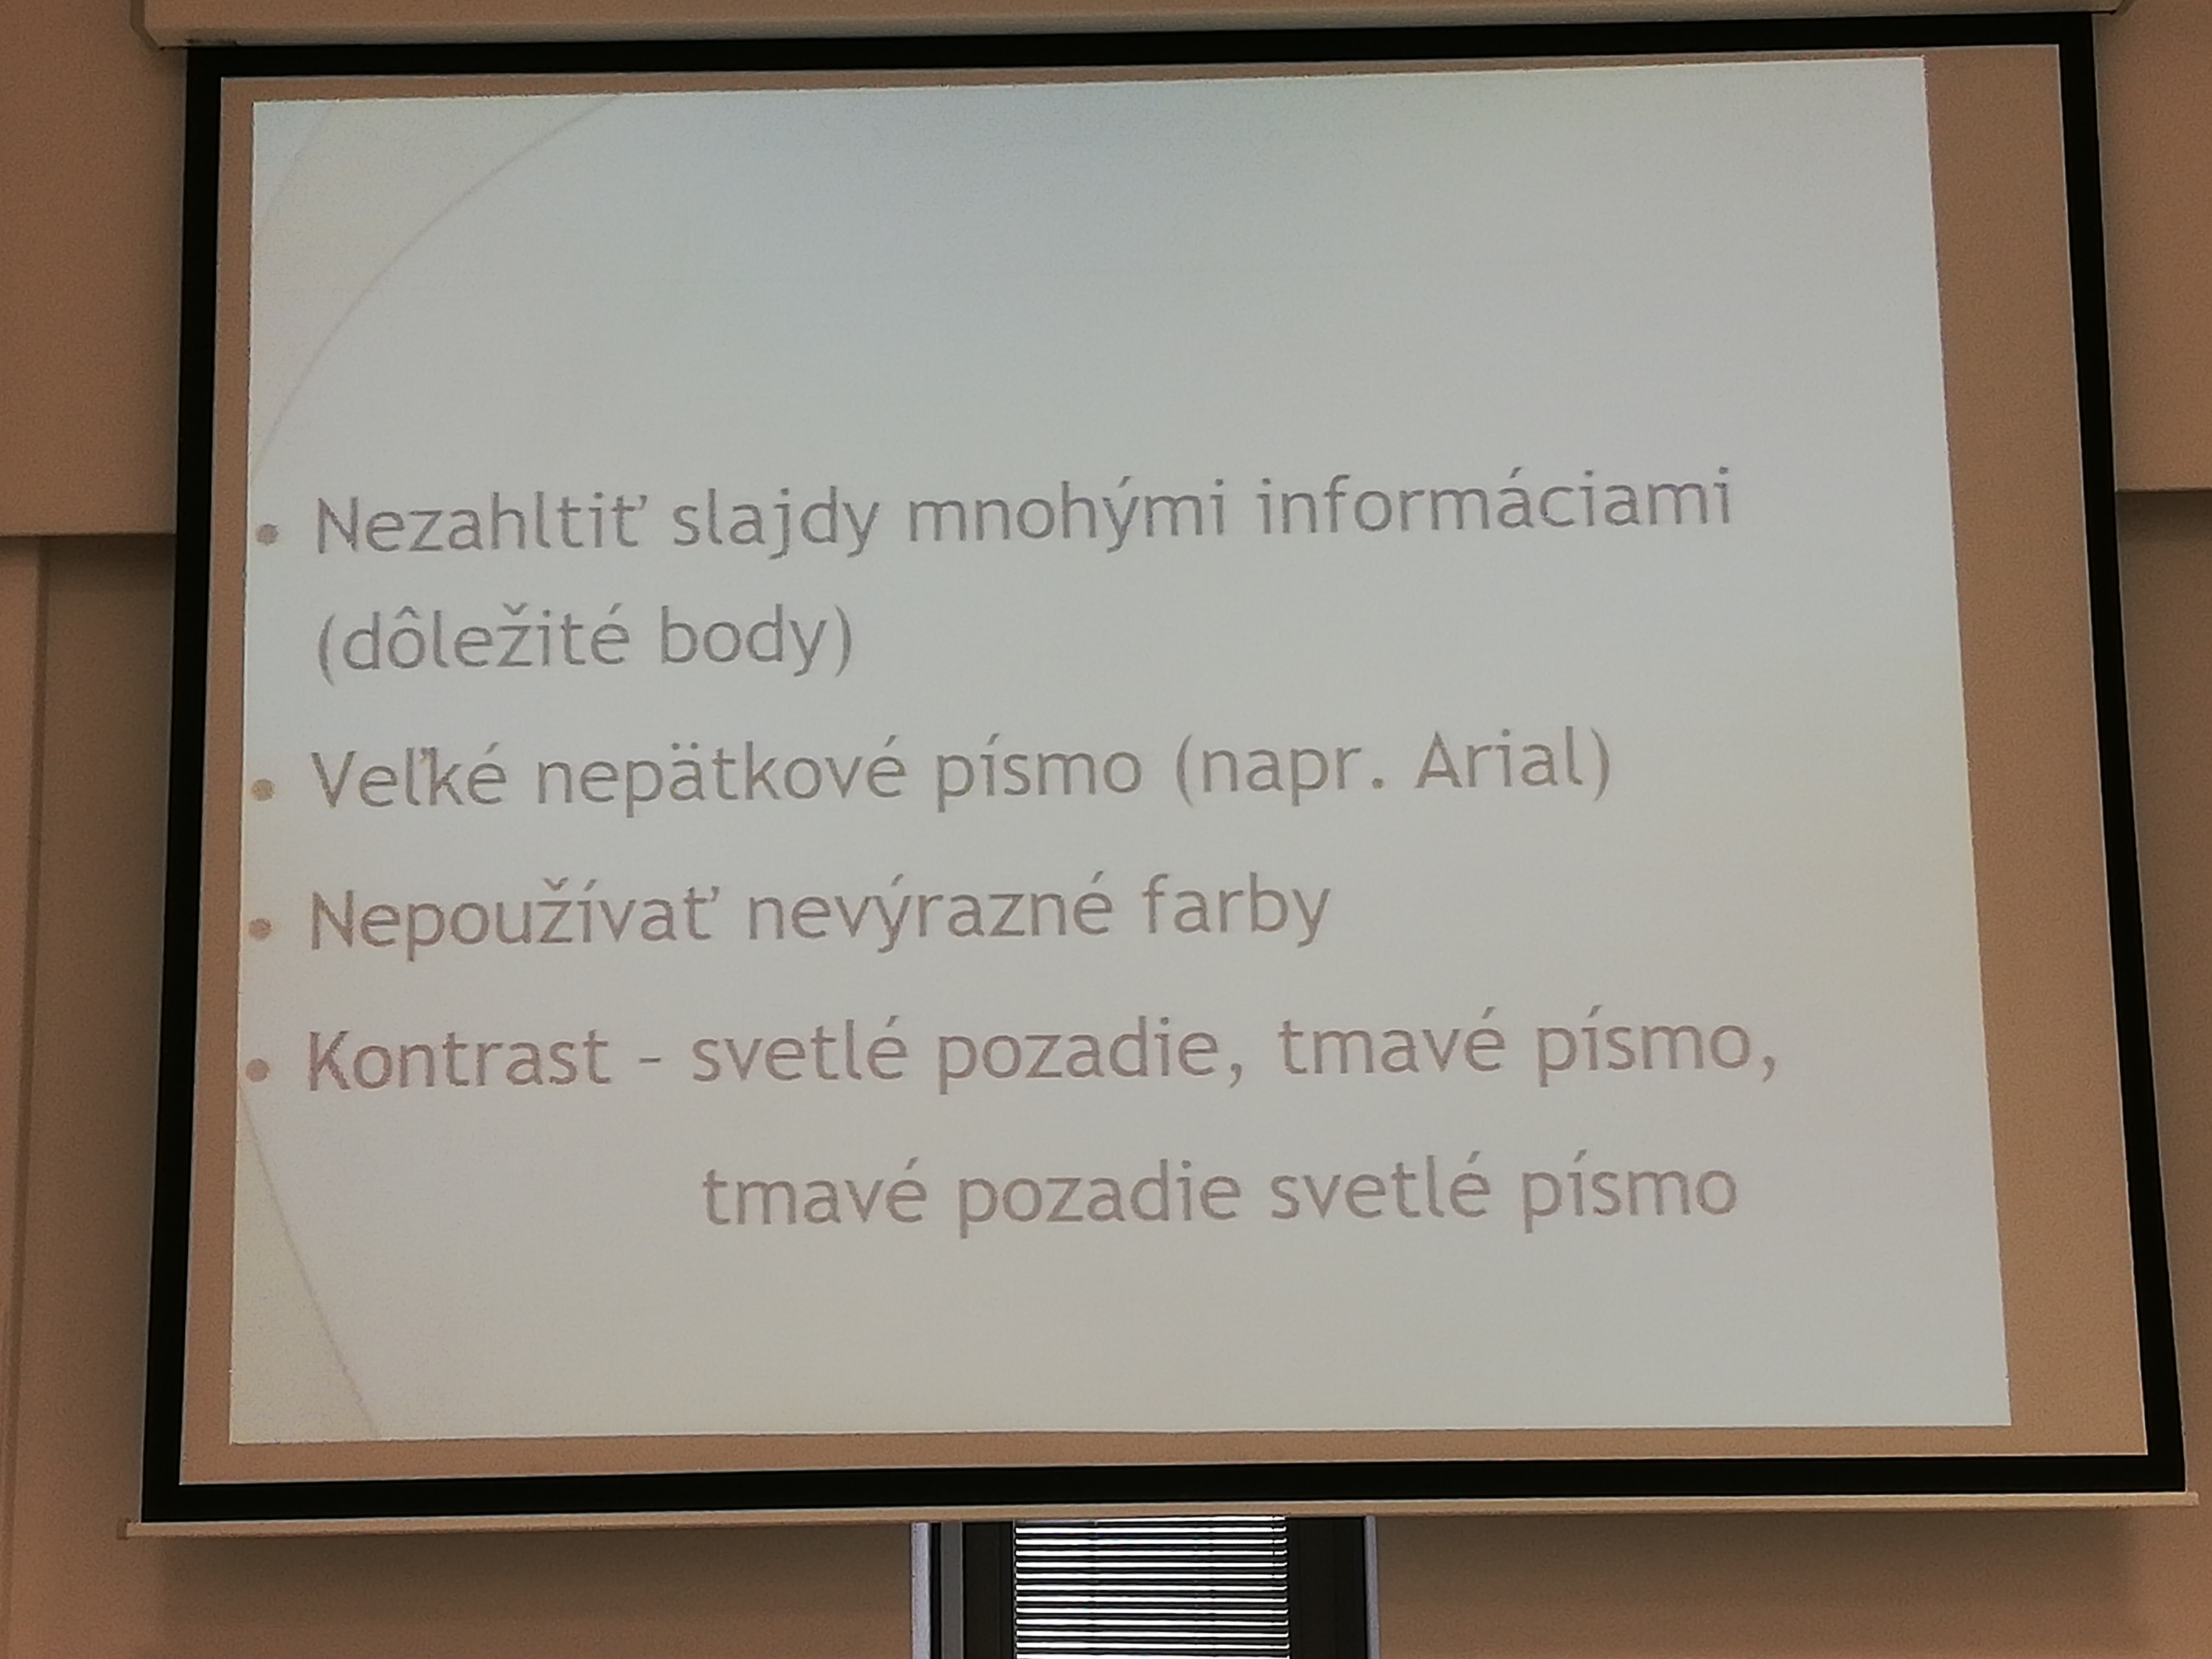 • Nezahltiť slajdy mnohými informáciami
(dôležité body)
• Veľké nepätkové písmo (napr. Arial)
• Nepoužívať nevýrazné farby
• Kontrast - svetlé pozadie, tmavé písmo,
tmavé pozadie svetlé písmo